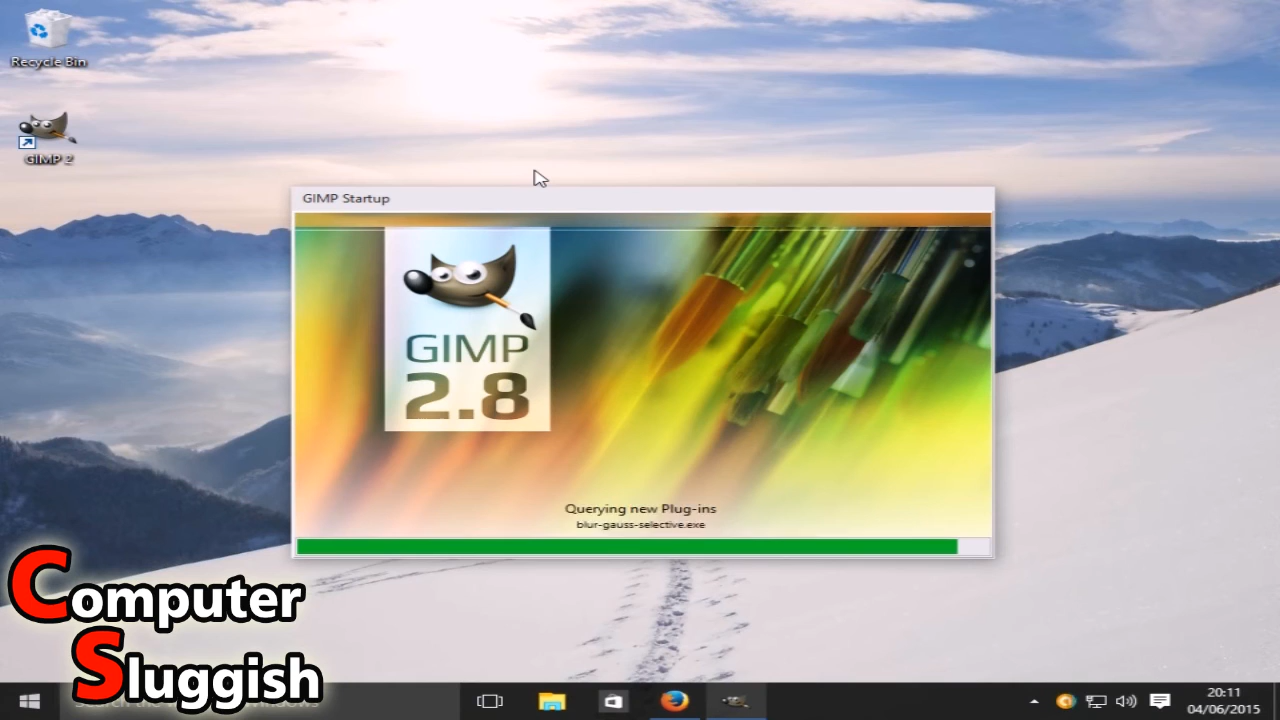 Recycle Bin
GIMP 2
GIMP Startup
GIMP
2.8
Querying new Plug-ins
blur-gauss-selective.exe
Computer
Sluggish
20:11
04/06/2015